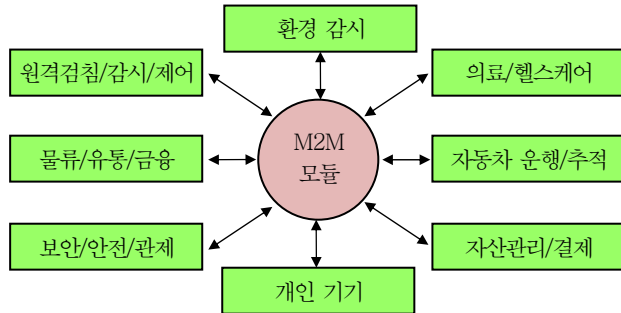 환경 감시
원격검침/감시/제어
의료/헬스케어
M2M
모듈
물류/유통/금융
자동차 운행/추적
보안/안전/관제
자산관리/결제
개인 기기